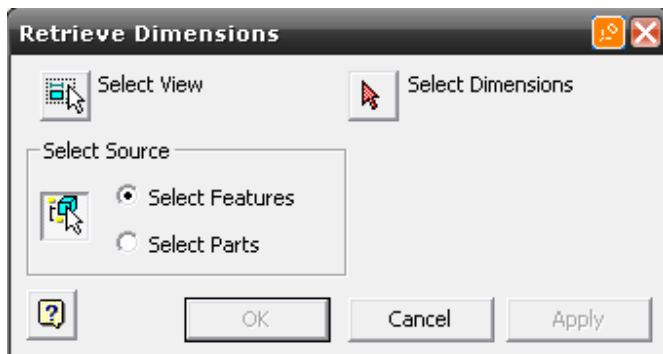 Retrieve Dimensions
Select View
Select Dimensions
Select Source
Select Features
Select Parts
OK
Cancel
Apply